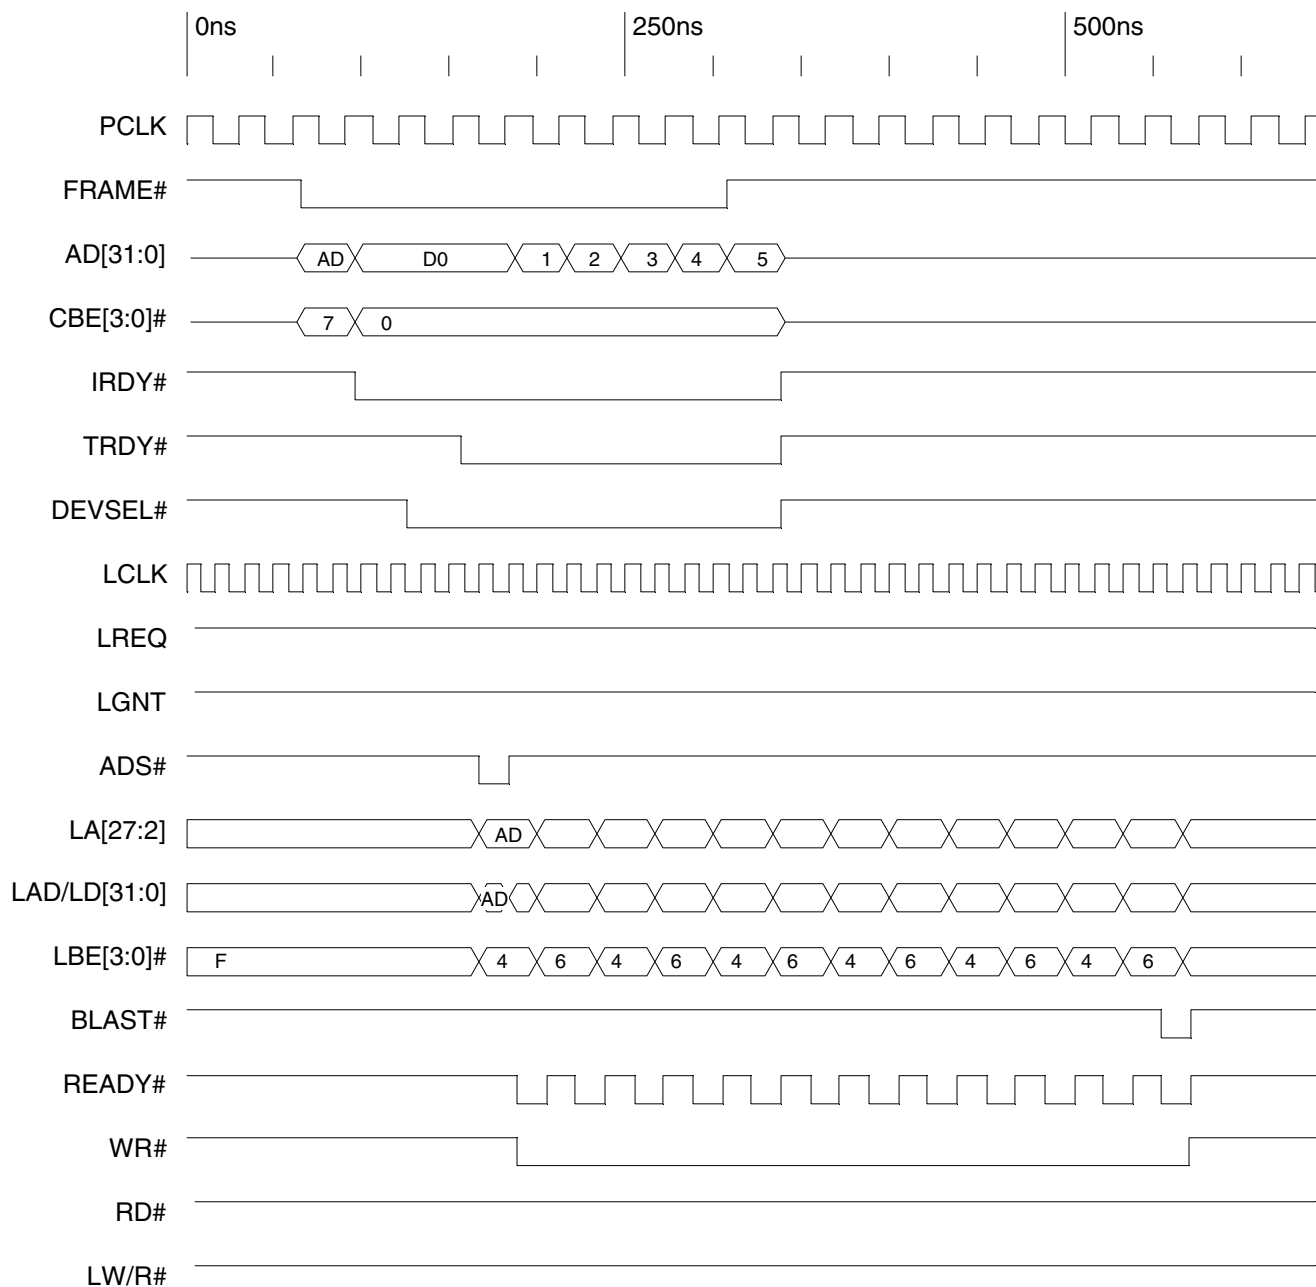 0ns 250ns 500ns
PCLK
FRAME#
AD[31:0] AD D0 1 2 3 4 5
CBE[3:0]# 7 0
IRDY#
TRDY#
DEVSEL#
LCLK
LREQ
LGNT
ADS#
LA[27:2] AD
LAD/LD[31:0] AD
LBE[3:0]# F 4 6 4 6 4 6 4 6 4 6 4 6
BLAST#
READY#
WR#
RD#
LW/R#